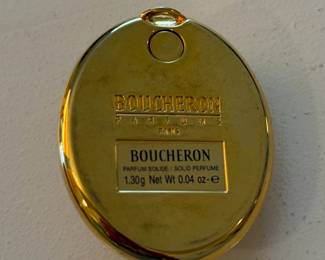 BOUCHERON
PARFUMS
PARIS
BOUCHERON
PARFUM SOLIDE / SOLID PERFUME
1.30g Net Wt 0.04 oz-℮